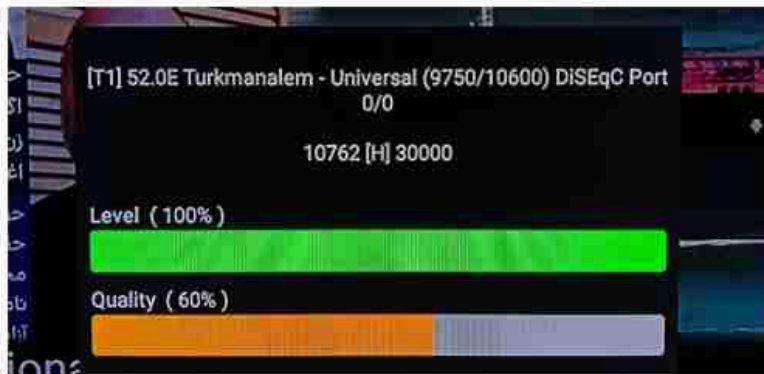 [T1] 52.0E Turkmanalem - Universal (9750/10600) DiSEqC Port
0/0
10762 [H] 30000
Level ( 100% )
Quality ( 60% )